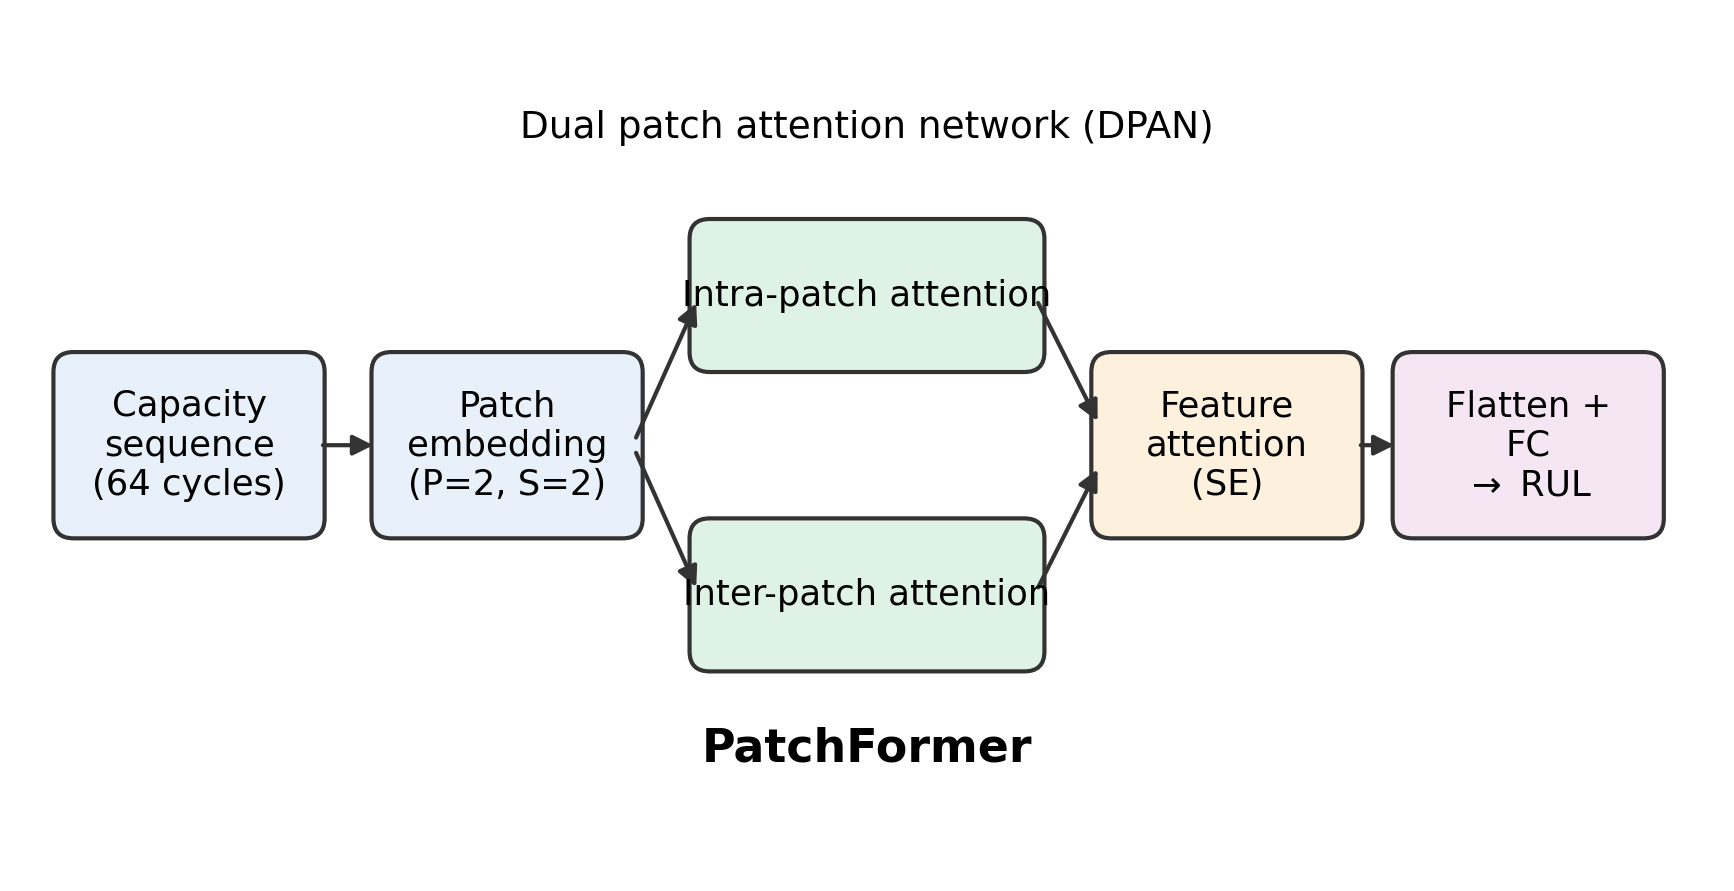 Dual patch attention network (DPAN)
Capacity
sequence
(64 cycles)
Patch
embedding
(P=2, S=2)
Intra-patch attention
Inter-patch attention
Feature
attention
(SE)
Flatten +
FC
→ RUL
PatchFormer